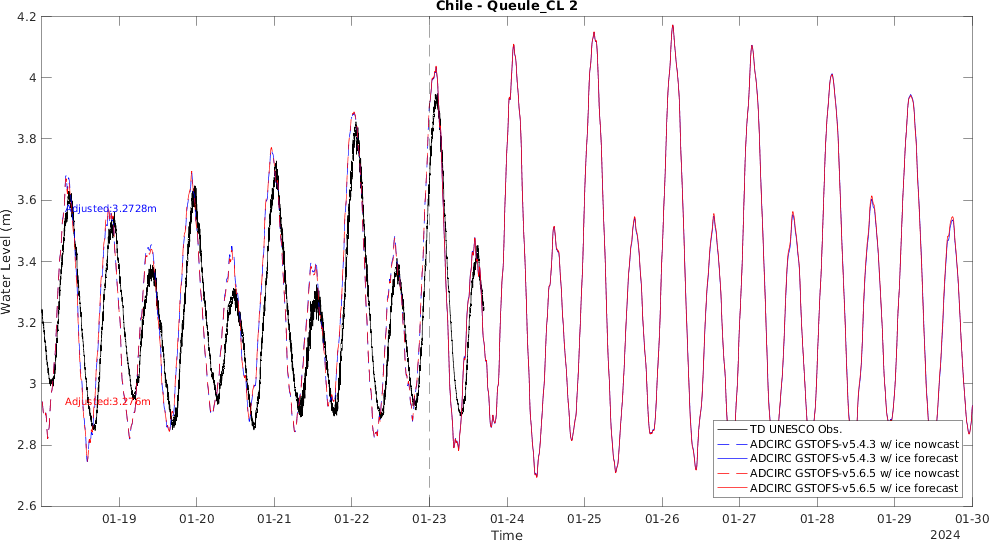 Chile - Queule_CL 2
4.2
4
3.8
3.6
3.4
3.2
3
2.8
2.6
Water Level (m)
Adjusted:3.2728m
Adjusted:3.276m
TD UNESCO Obs.
ADCIRC GSTOFS-v5.4.3 w/ ice nowcast
ADCIRC GSTOFS-v5.4.3 w/ ice forecast
ADCIRC GSTOFS-v5.6.5 w/ ice nowcast
ADCIRC GSTOFS-v5.6.5 w/ ice forecast
01-19 01-20 01-21 01-22 01-23 01-24 01-25 01-26 01-27 01-28 01-29 01-30
Time
2024